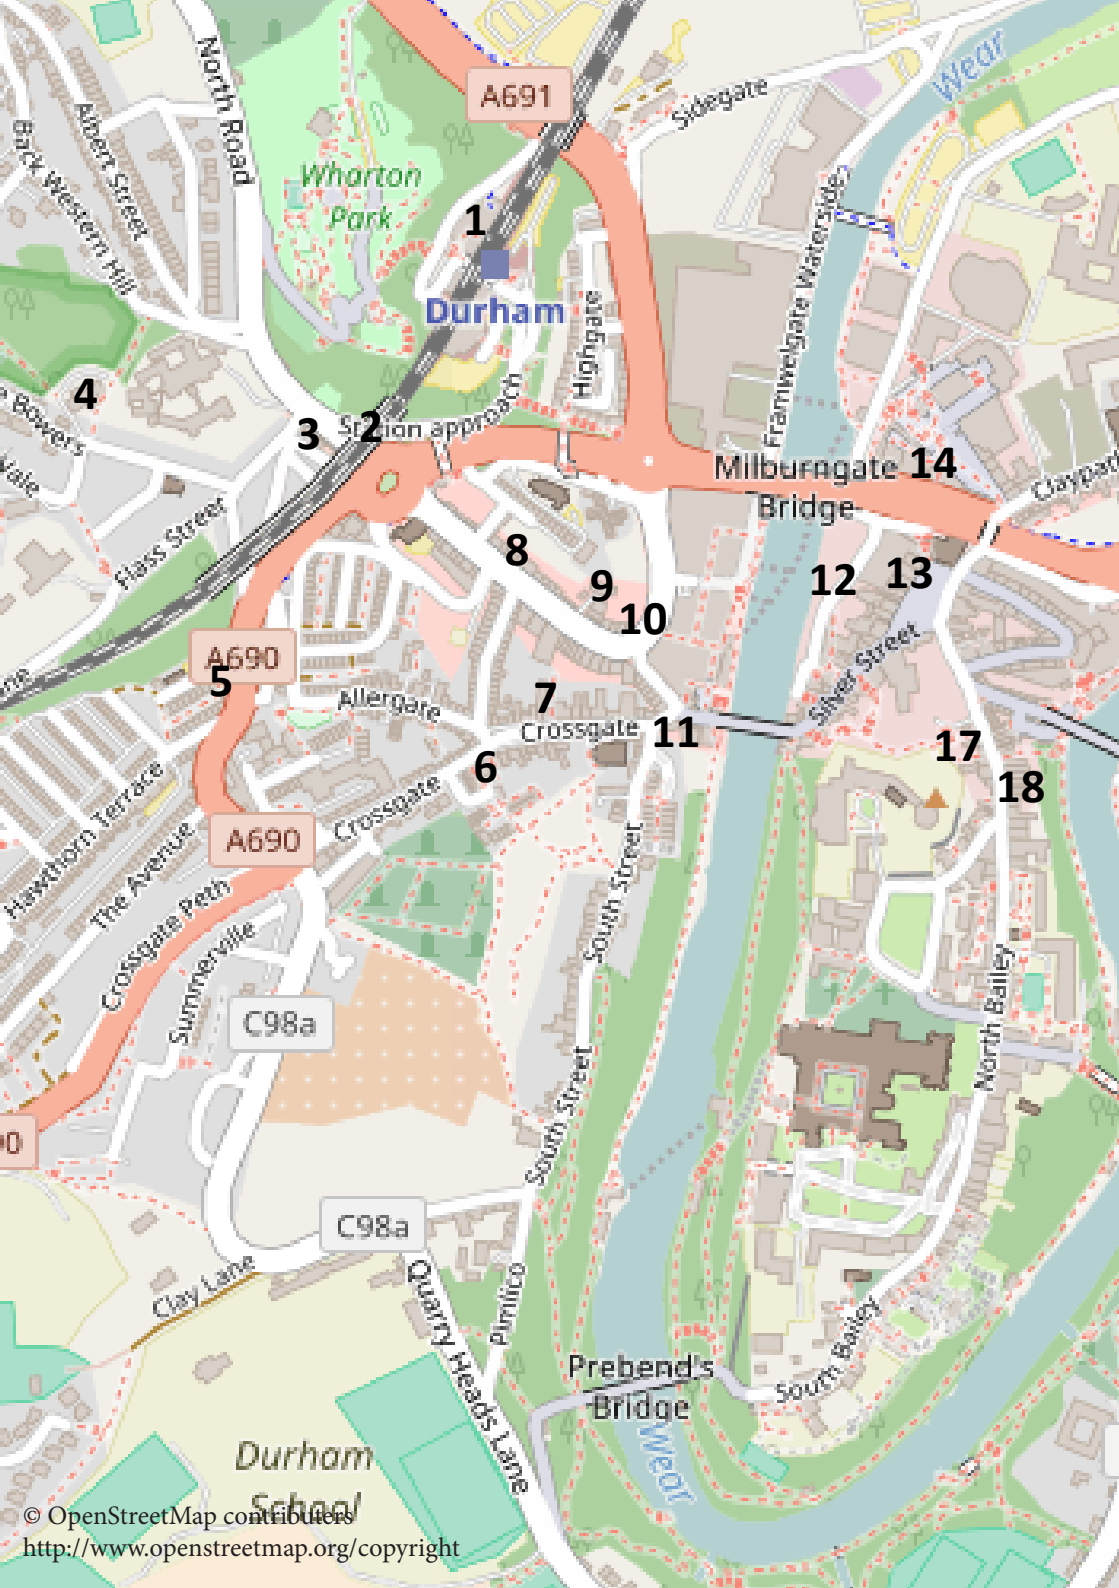 A691
North Road
Sidegate
Wear
Albert Street
Back Western Hill
Wharton
Park
1
Durham
Highgate
Framwelgate Waterside
4
e Bowers
3
2
Station approach
Vale
Milburngate
Bridge
14
Claypath
Flass Street
8
9
10
12
13
A690
5
ane
Silver Street
Allergate
7
Crossgate
11
6
17
18
Hawthorn Terrace
The Avenue
Crossgate
A690
South Street
Crossgate Peth
Summerville
C98a
North Bailey
South Street
90
C98a
Clay Lane
Quarry Heads Lane
Pimlico
South Bailey
Prebend's
Bridge
Wear
Durham
School
© OpenStreetMap contributers
http://www.openstreetmap.org/copyright